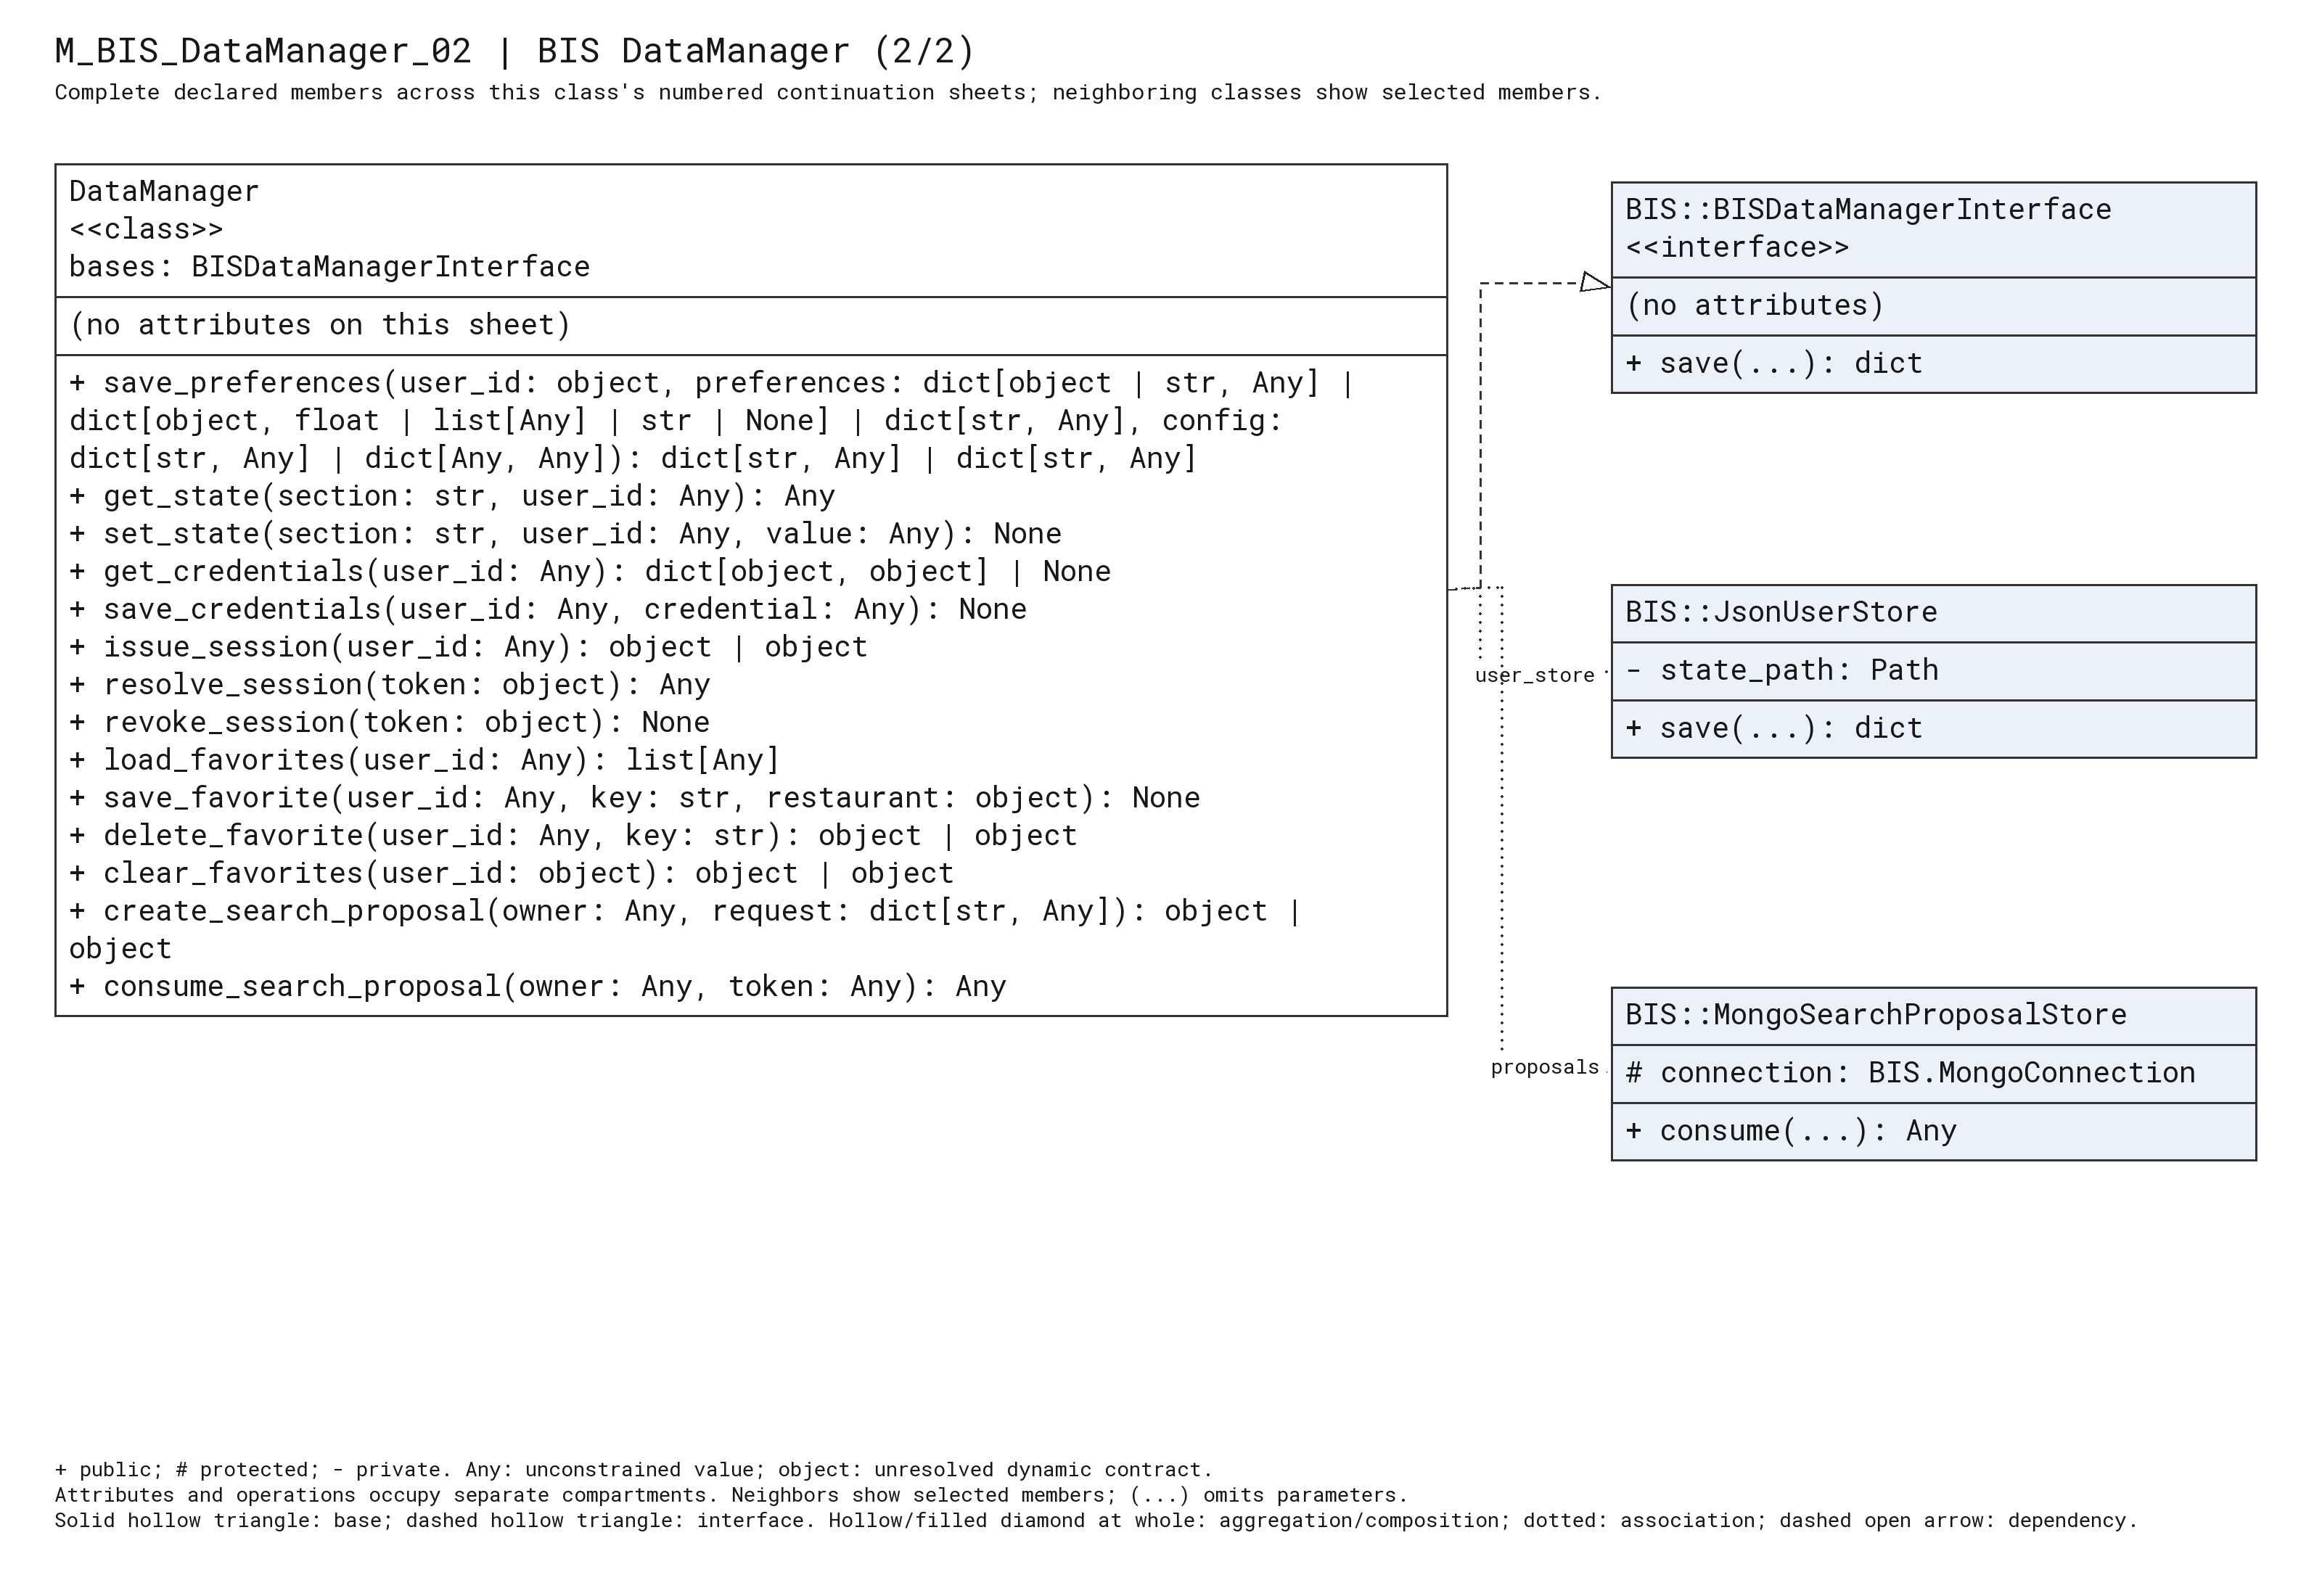 M_BIS_DataManager_02 | BIS DataManager (2/2)
Complete declared members across this class's numbered continuation sheets; neighboring classes show selected members.
DataManager
<<class>>
bases: BISDataManagerInterface
(no attributes on this sheet)
+ save_preferences(user_id: object, preferences: dict[object | str, Any] |
dict[object, float | list[Any] | str | None] | dict[str, Any], config:
dict[str, Any] | dict[Any, Any]): dict[str, Any] | dict[str, Any]
+ get_state(section: str, user_id: Any): Any
+ set_state(section: str, user_id: Any, value: Any): None
+ get_credentials(user_id: Any): dict[object, object] | None
+ save_credentials(user_id: Any, credential: Any): None
+ issue_session(user_id: Any): object | object
+ resolve_session(token: object): Any
+ revoke_session(token: object): None
+ load_favorites(user_id: Any): list[Any]
+ save_favorite(user_id: Any, key: str, restaurant: object): None
+ delete_favorite(user_id: Any, key: str): object | object
+ clear_favorites(user_id: object): object | object
+ create_search_proposal(owner: Any, request: dict[str, Any]): object |
object
+ consume_search_proposal(owner: Any, token: Any): Any
BIS::BISDataManagerInterface
<<interface>>
(no attributes)
+ save(...): dict
user_store
BIS::JsonUserStore
- state_path: Path
+ save(...): dict
proposals
BIS::MongoSearchProposalStore
# connection: BIS.MongoConnection
+ consume(...): Any
+ public; # protected; - private. Any: unconstrained value; object: unresolved dynamic contract.
Attributes and operations occupy separate compartments. Neighbors show selected members; (...) omits parameters.
Solid hollow triangle: base; dashed hollow triangle: interface. Hollow/filled diamond at whole: aggregation/composition; dotted: association; dashed open arrow: dependency.